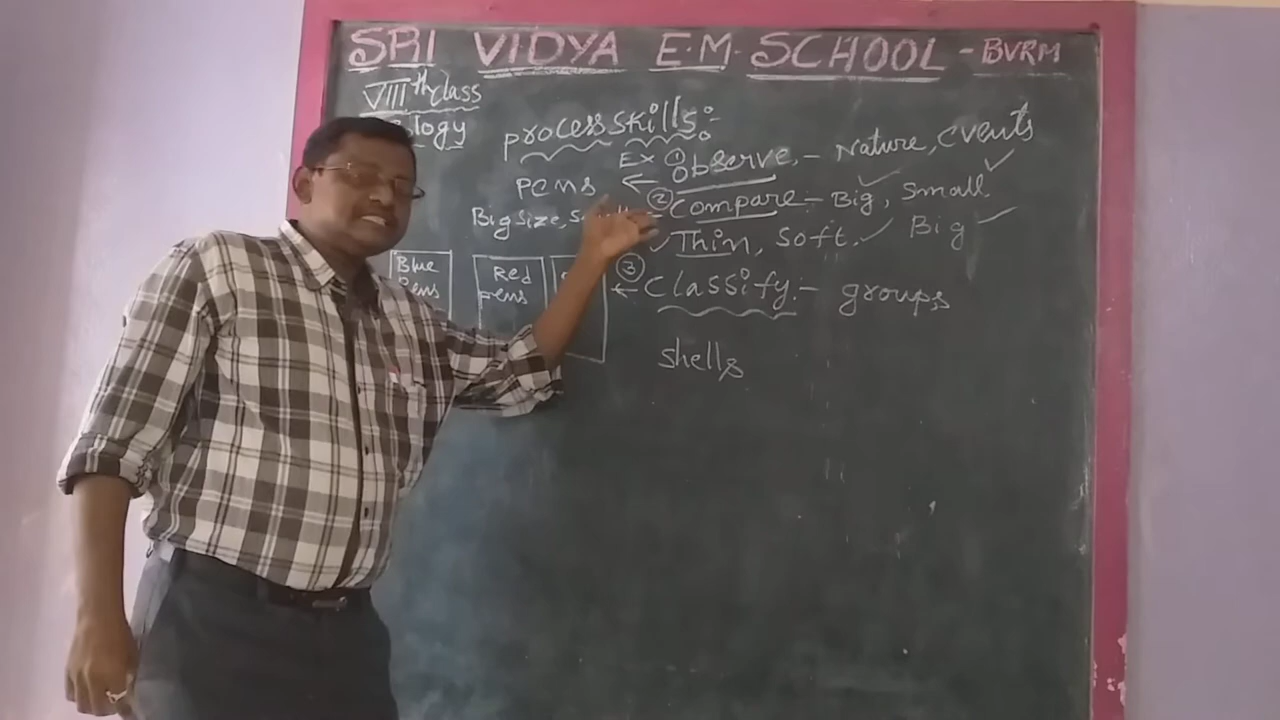 SRI VIDYA E.M. SCHOOL - BVRM
VIIIth class
process skills:-
Ex ① Observe, - Nature, events
pens ←
② Compare - Big, Small
Big size,
Thin, Soft. Big
Blue Pens
Red pens
③ ← Classify:- groups
shells